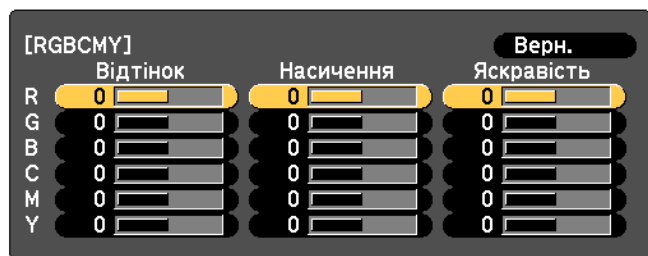 [RGBCMY] Верн.
Відтінок Насичення Яскравість
R 0 0 0
G 0 0 0
B 0 0 0
C 0 0 0
M 0 0 0
Y 0 0 0